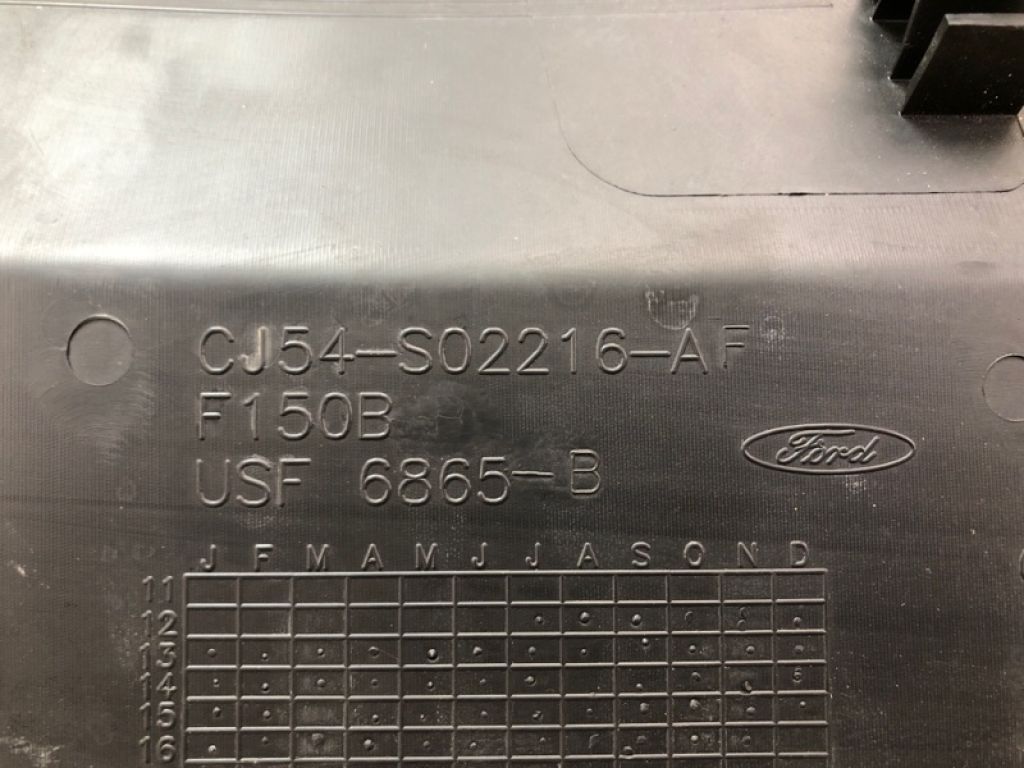 CJ54-S02216-AF
F150B
USF 6865-B
Ford
J F M A M J J A S O N D
11
12
13
14
15
16